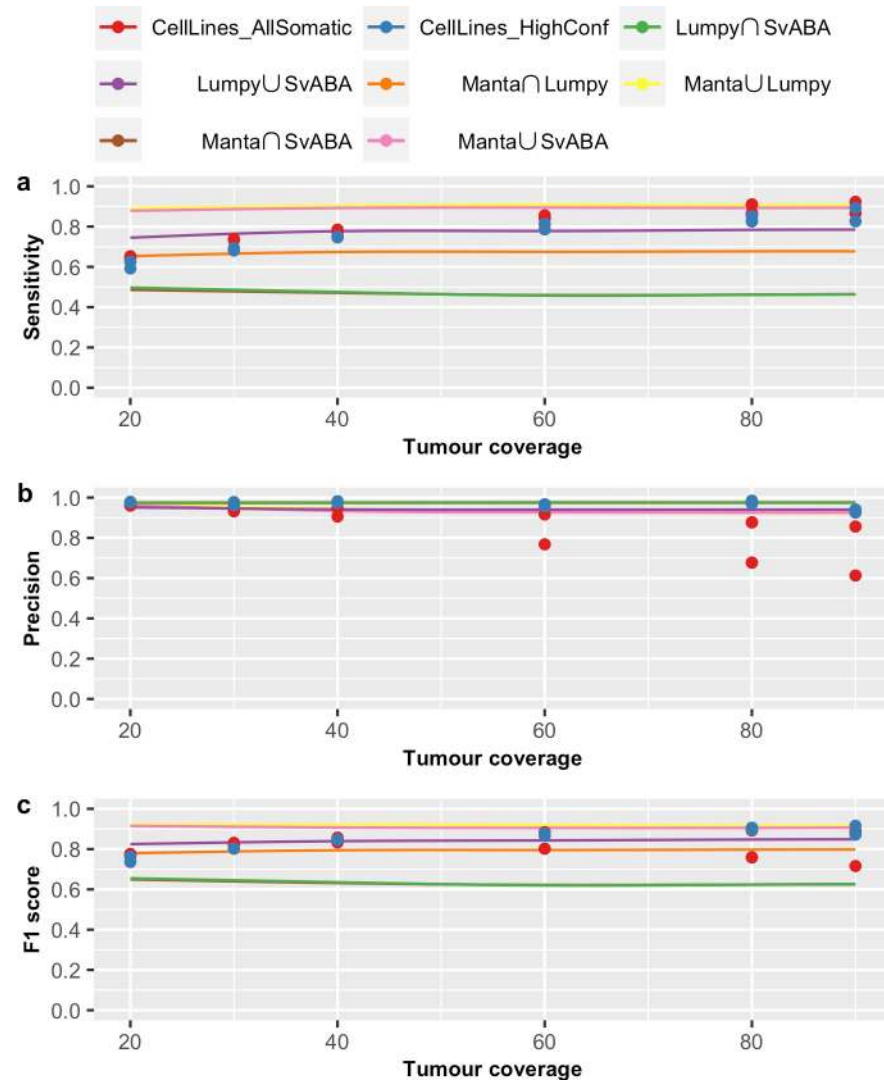 CellLines_AllSomatic CellLines_HighConf Lumpy⋂SvABA
Lumpy⋃SvABA Manta⋂Lumpy Manta⋃Lumpy
Manta⋂SvABA Manta⋃SvABA
a
1.0
0.8
0.6
0.4
0.2
0.0
Sensitivity
20 40 60 80
Tumour coverage
b
1.0
0.8
0.6
0.4
0.2
0.0
Precision
20 40 60 80
Tumour coverage
c
1.0
0.8
0.6
0.4
0.2
0.0
F1 score
20 40 60 80
Tumour coverage